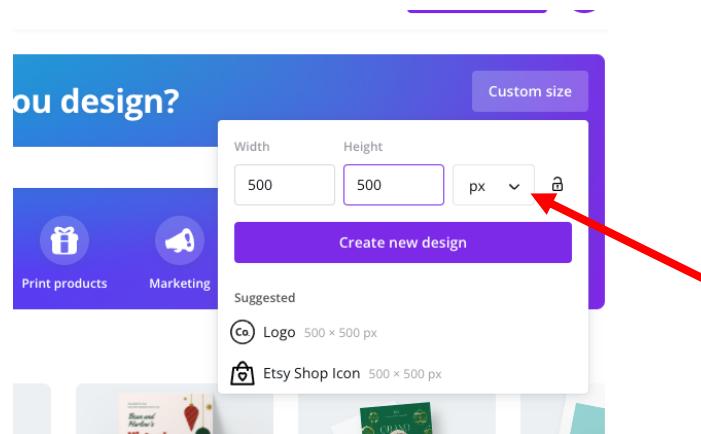 ou design?
Custom size
Width Height
500 500 px
Create new design
Print products Marketing
Suggested
Co. Logo 500 × 500 px
Etsy Shop Icon 500 × 500 px